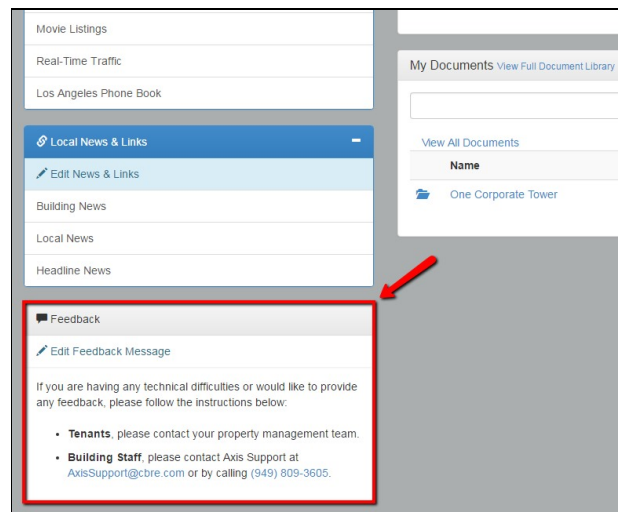 Movie Listings
Real-Time Traffic
Los Angeles Phone Book
Local News & Links
Edit News & Links
Building News
Local News
Headline News
Feedback
Edit Feedback Message
If you are having any technical difficulties or would like to provide
any feedback, please follow the instructions below:
Tenants, please contact your property management team.
Building Staff, please contact Axis Support at
AxisSupport@cbre.com or by calling (949) 809-3605.
My Documents View Full Document Library
View All Documents
Name
One Corporate Tower